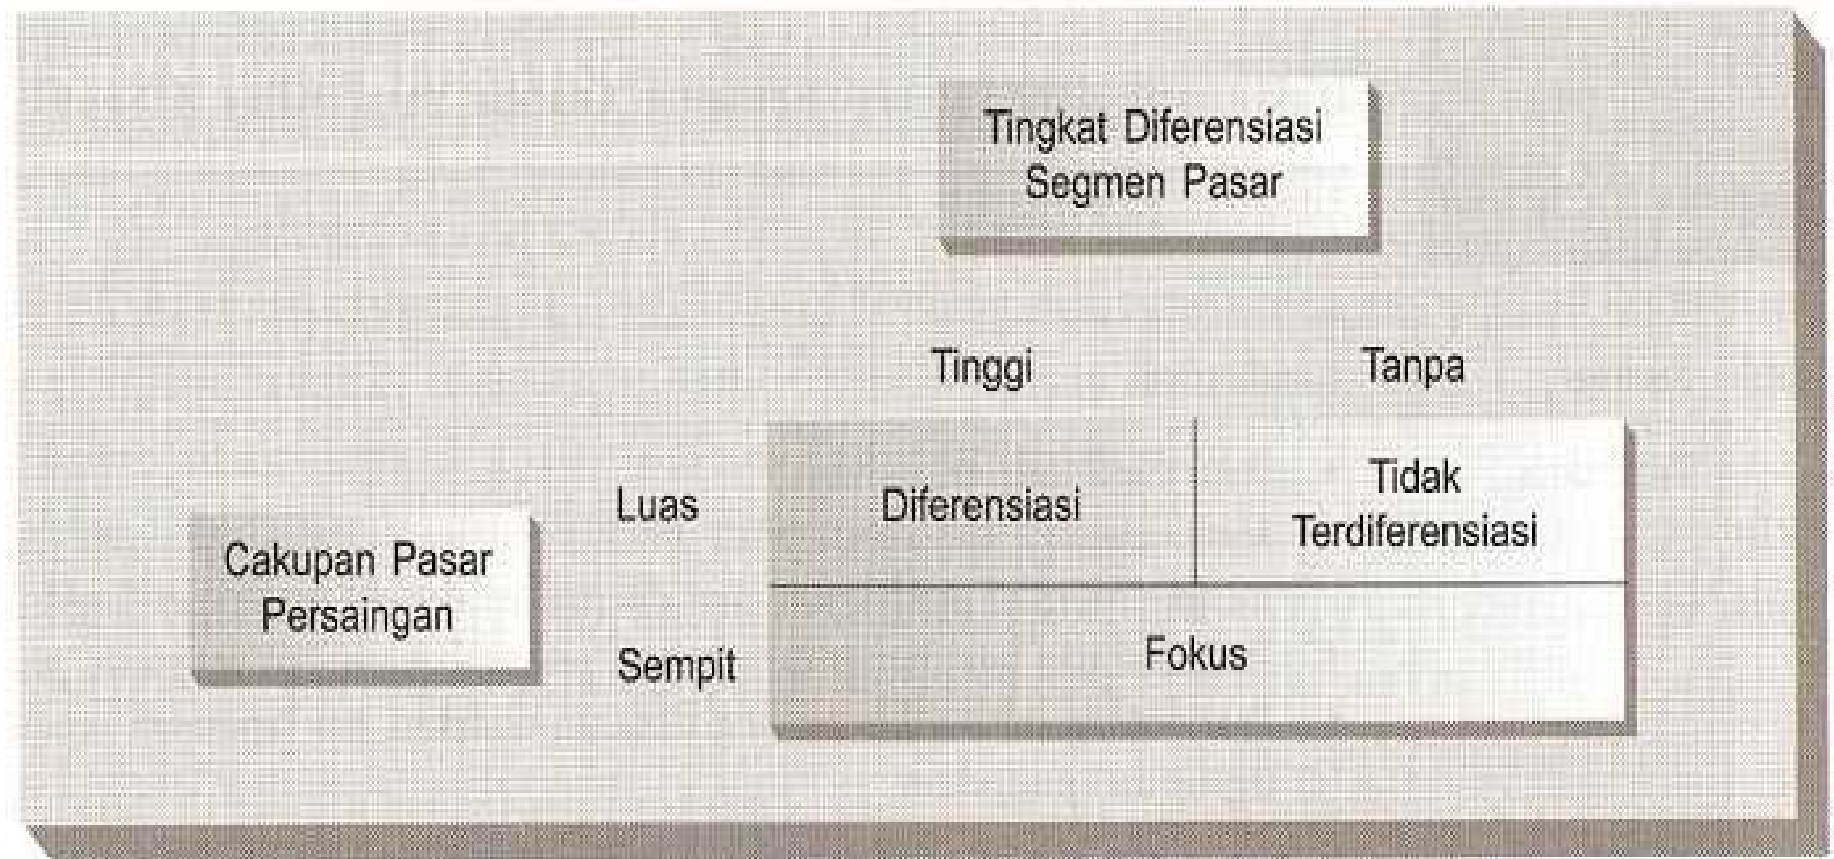 Tingkat Diferensiasi
Segmen Pasar
Tinggi
Tanpa
Luas
Diferensiasi
Tidak
Terdiferensiasi
Cakupan Pasar
Persaingan
Sempit
Fokus